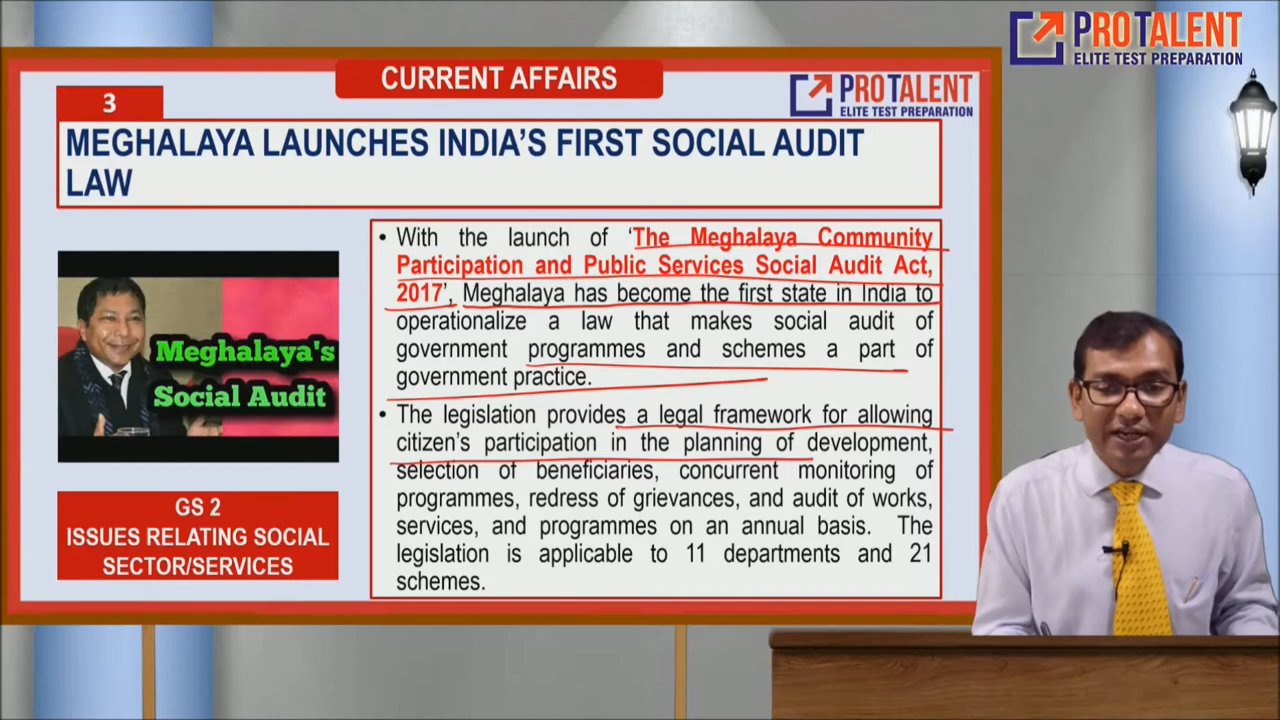 PROTALENT
ELITE TEST PREPARATION
CURRENT AFFAIRS
PROTALENT
ELITE TEST PREPARATION
3
MEGHALAYA LAUNCHES INDIA'S FIRST SOCIAL AUDIT
LAW
Meghalaya's
Social Audit
GS 2
ISSUES RELATING SOCIAL
SECTOR/SERVICES
• With the launch of 'The Meghalaya Community
Participation and Public Services Social Audit Act,
2017', Meghalaya has become the first state in India to
operationalize a law that makes social audit of
government programmes and schemes a part of
government practice.
• The legislation provides a legal framework for allowing
citizen's participation in the planning of development,
selection of beneficiaries, concurrent monitoring of
programmes, redress of grievances, and audit of works,
services, and programmes on an annual basis. The
legislation is applicable to 11 departments and 21
schemes.